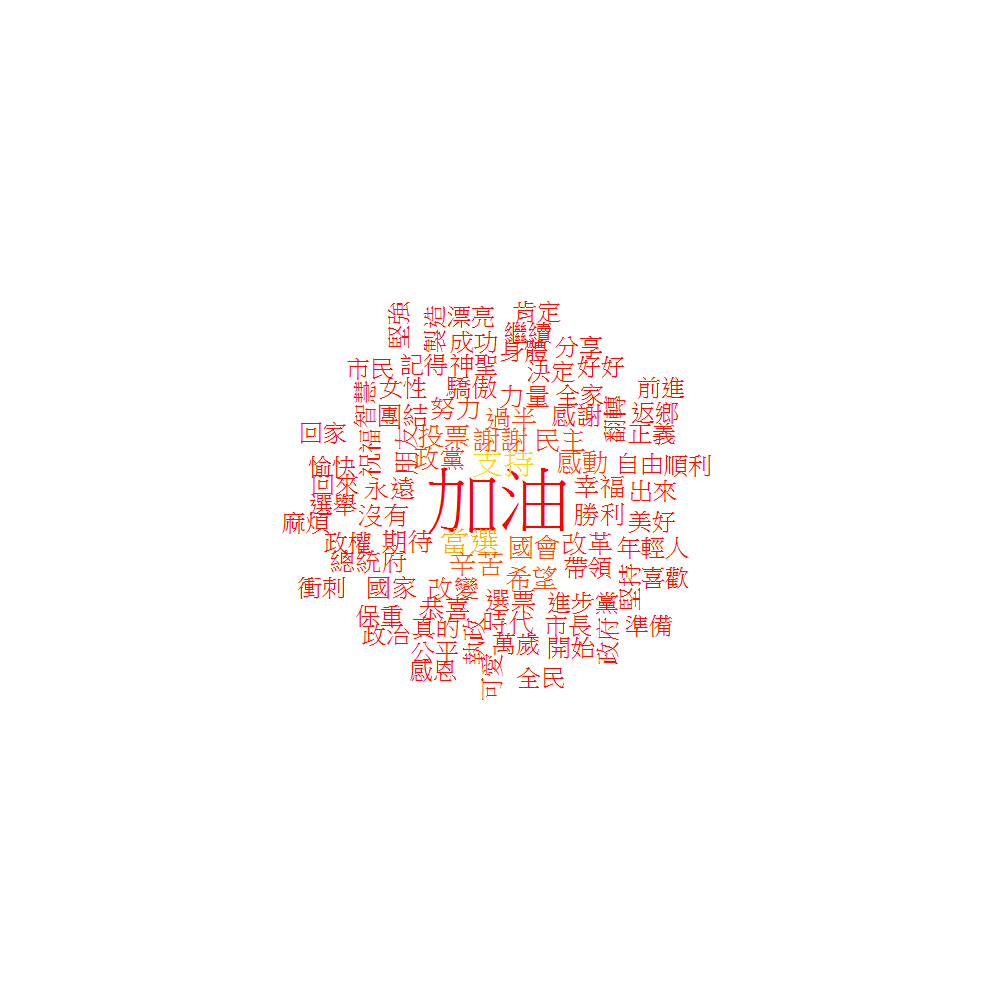 堅強
製造
漂亮
肯定
繼續
成功
身體
分享
市民
記得
神聖
決定
好好
智慧
女性
驕傲
力量
全家
前進
團結
努力
過半
感謝
翻轉
返鄉
回家
祝福
朋友
投票
謝謝
民主
正義
愉快
政黨
支持
感動
自由
順利
回來
永遠
加油
幸福
出來
選舉
麻煩
沒有
勝利
美好
政權
期待
當選
國會
改革
年輕人
總統府
辛苦
希望
帶領
堅持
喜歡
衝刺
國家
改變
保重
恭喜
選票
進步黨
政治
真的
執政
時代
市長
政府
準備
公平
萬歲
開始
感恩
可愛
全民